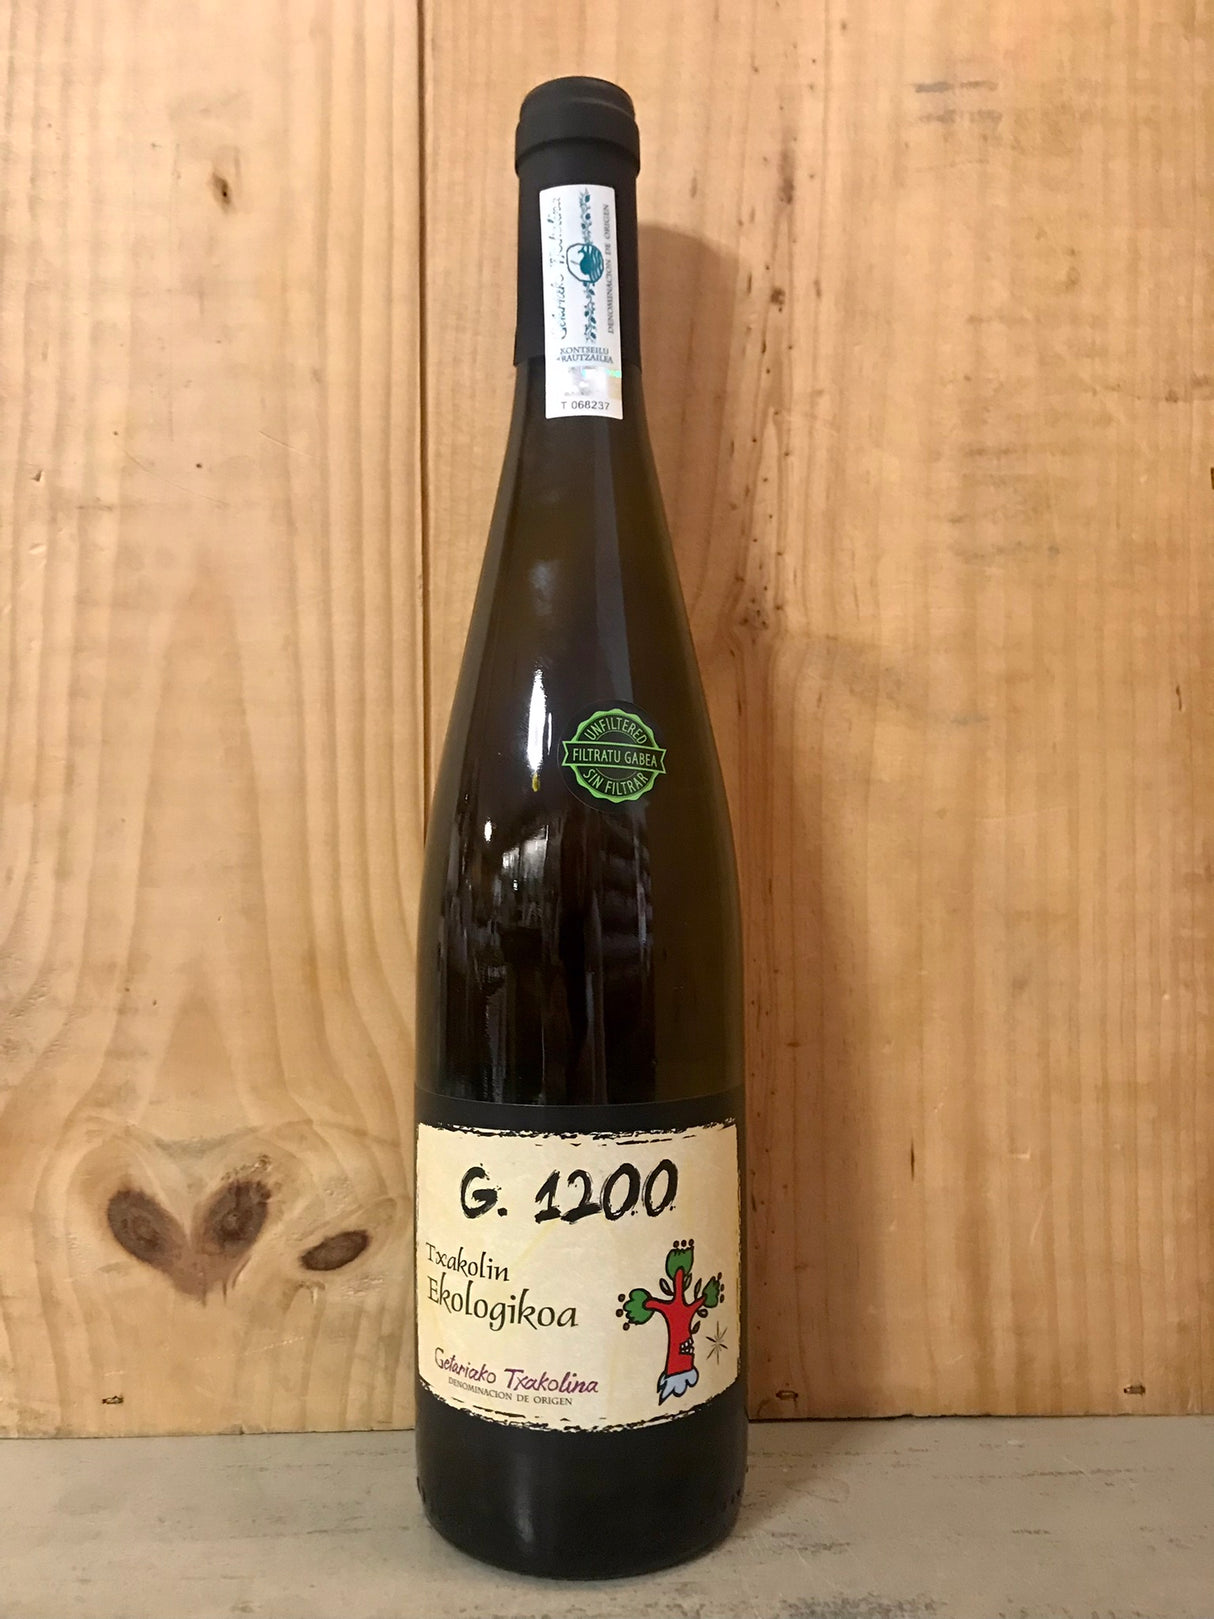 Getariako Txakolina
DENOMINACION DE ORIGEN
KONTSEILU
ARAUTZAILEA
T 068237
UNFILTERED
FILTRATU GABEA
SIN FILTRAR
G. 1200
Txakolin
Ekologikoa
Getariako Txakolina
DENOMINACION DE ORIGEN